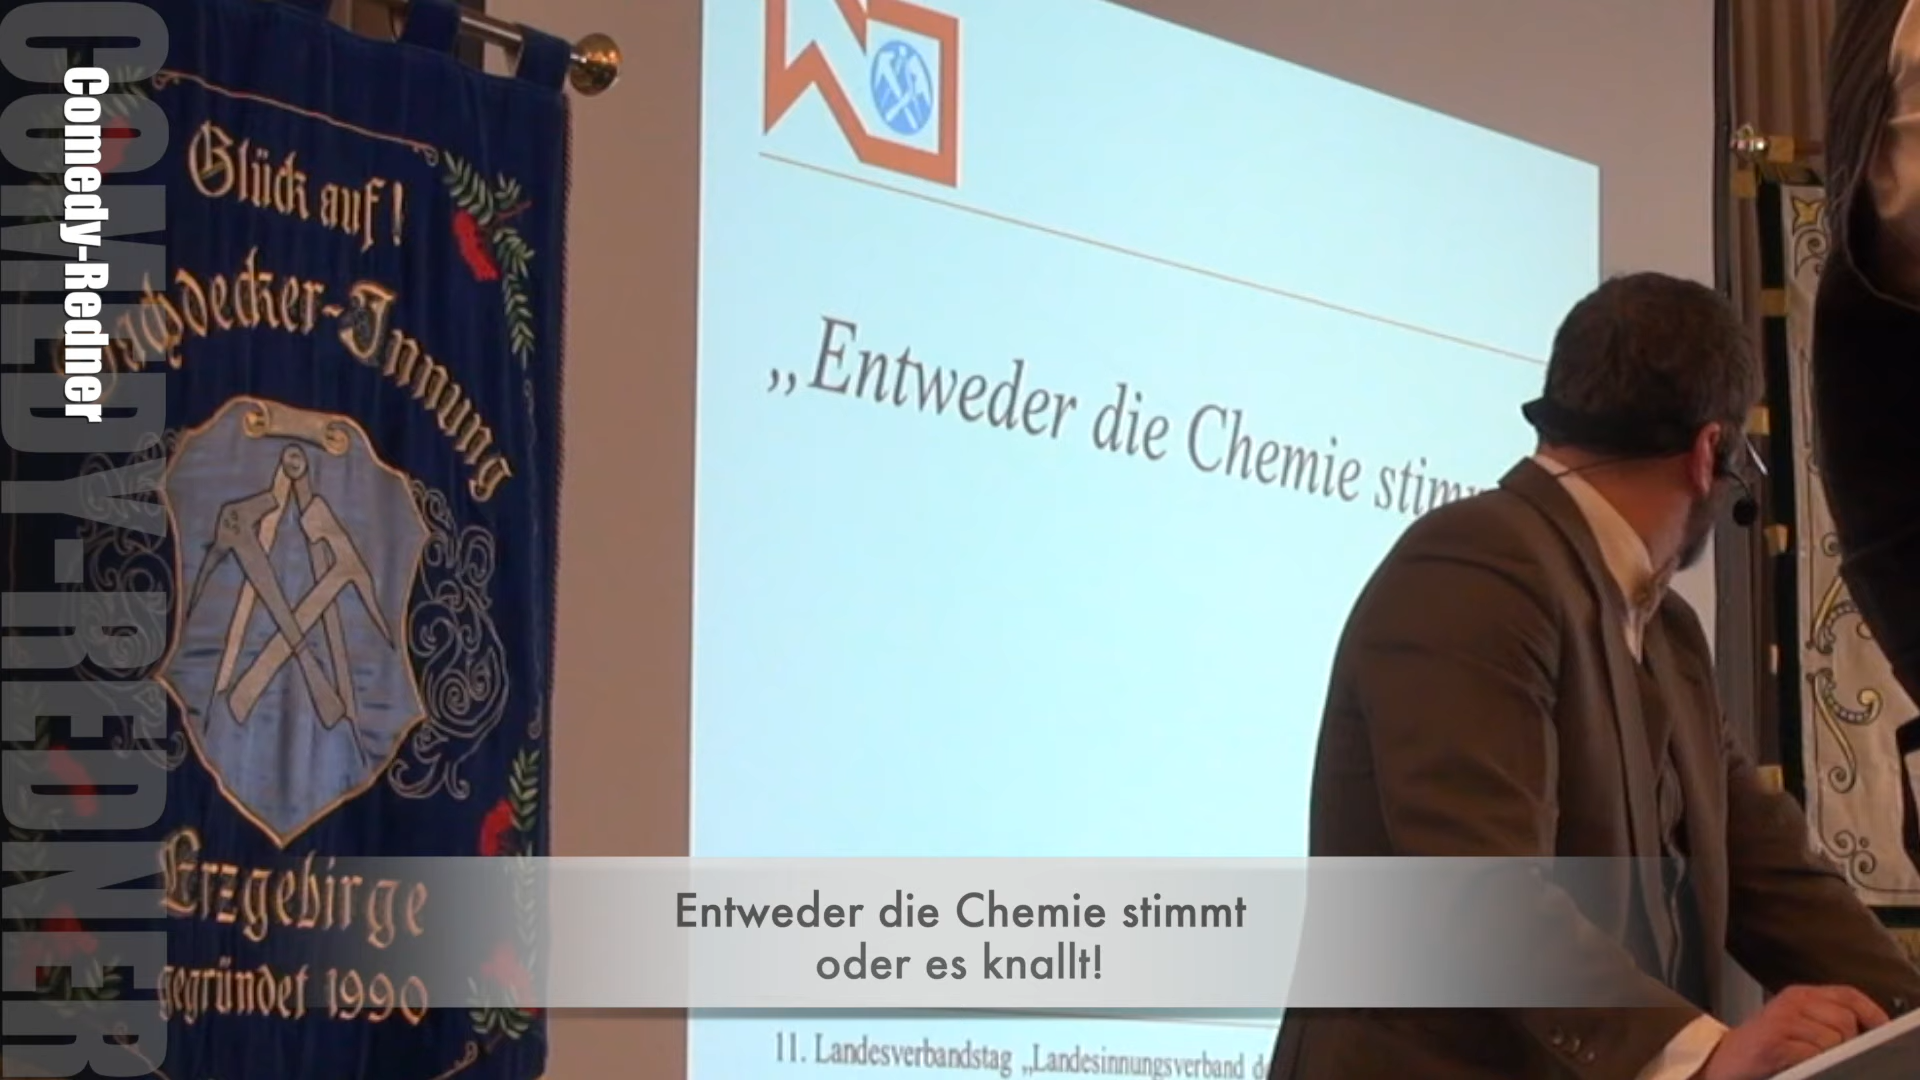 COMEDY-REDNER
Comedy-Redner
Glück auf!
Dachdecker-Innung
Erzgebirge
gegründet 1990
„Entweder die Chemie
Entweder die Chemie stimmt
oder es knallt!
11. Landesverbandstag „Landesinnungsverband